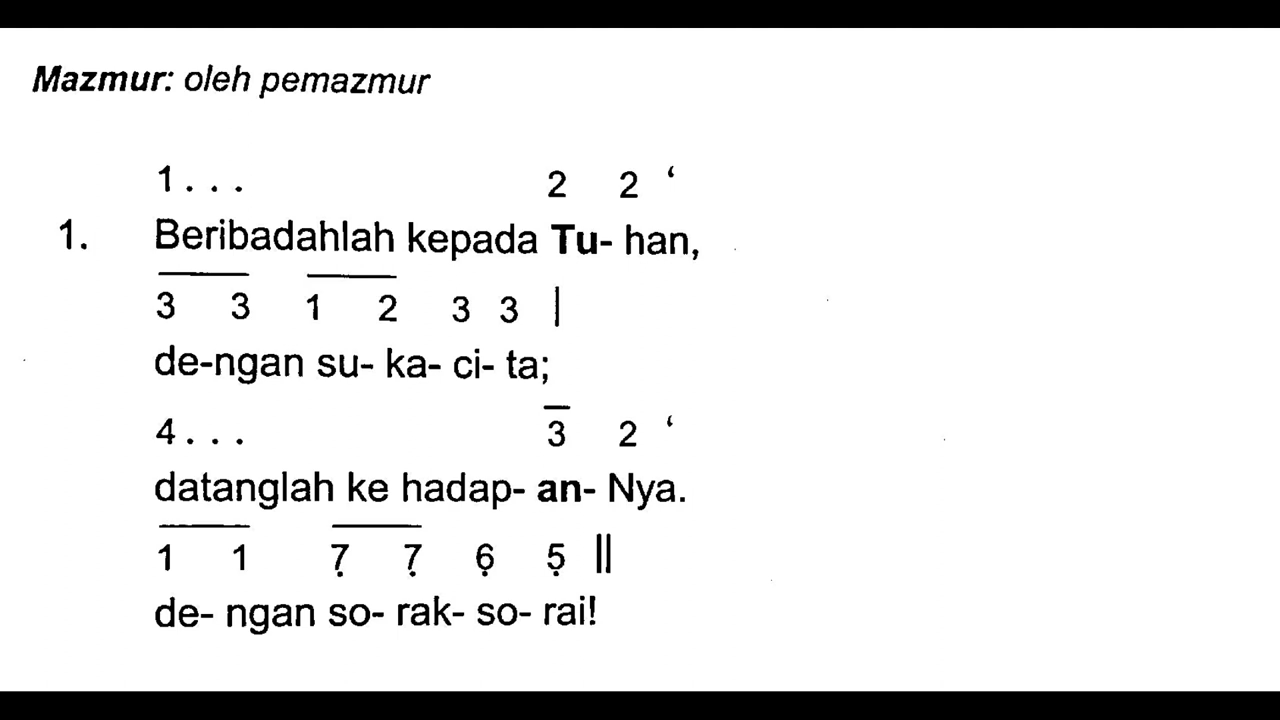 Mazmur: oleh pemazmur
1 . . . 2 2 ‘
1. Beribadahlah kepada Tu- han,
3 3 1 2 3 3 |
de-ngan su- ka- ci- ta;
4 . . . 3 2 ‘
datanglah ke hadap- an- Nya.
1 1 7̣ 7̣ 6̣ 5̣ ||
de- ngan so- rak- so- rai!